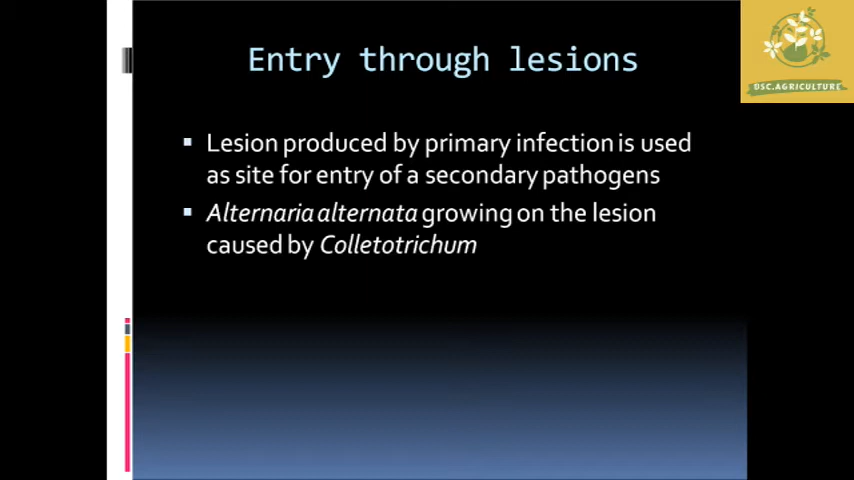 Entry through lesions
DSC.AGRICULTURE
Lesion produced by primary infection is used
as site for entry of a secondary pathogens
Alternaria alternata growing on the lesion
caused by Colletotrichum